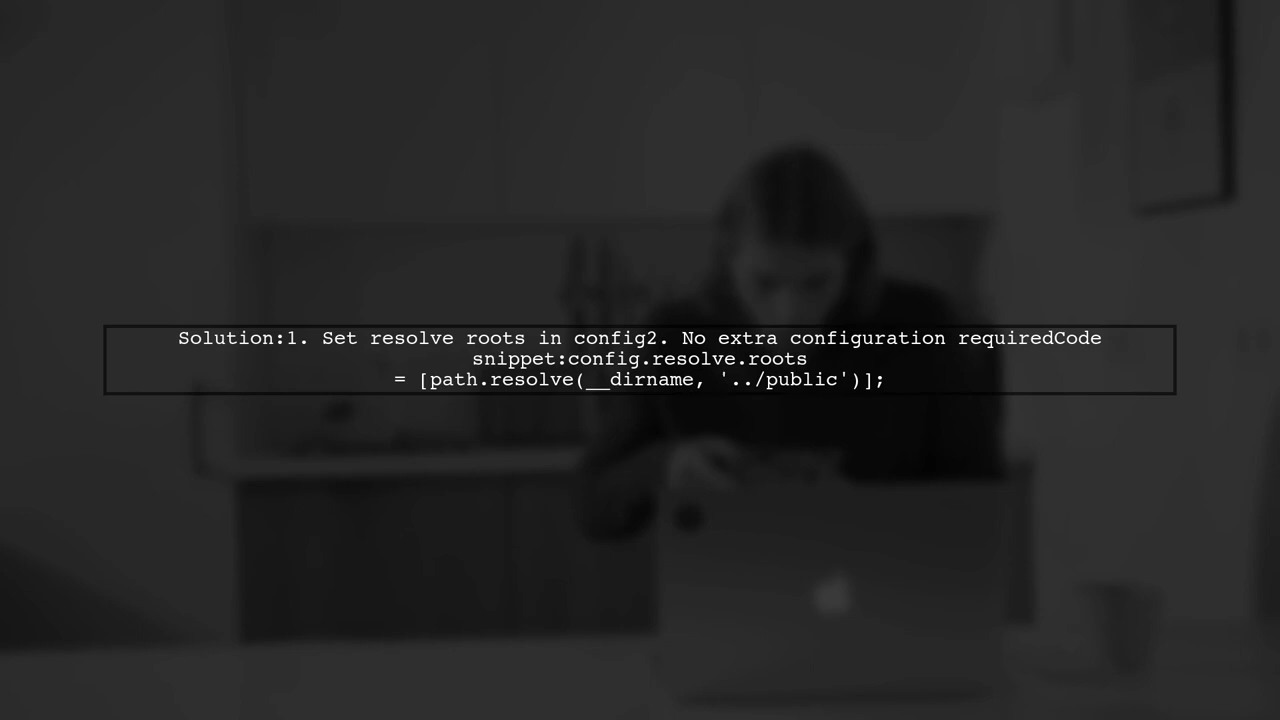 Solution:1. Set resolve roots in config2. No extra configuration requiredCode
snippet:config.resolve.roots
= [path.resolve(__dirname, '../public')];